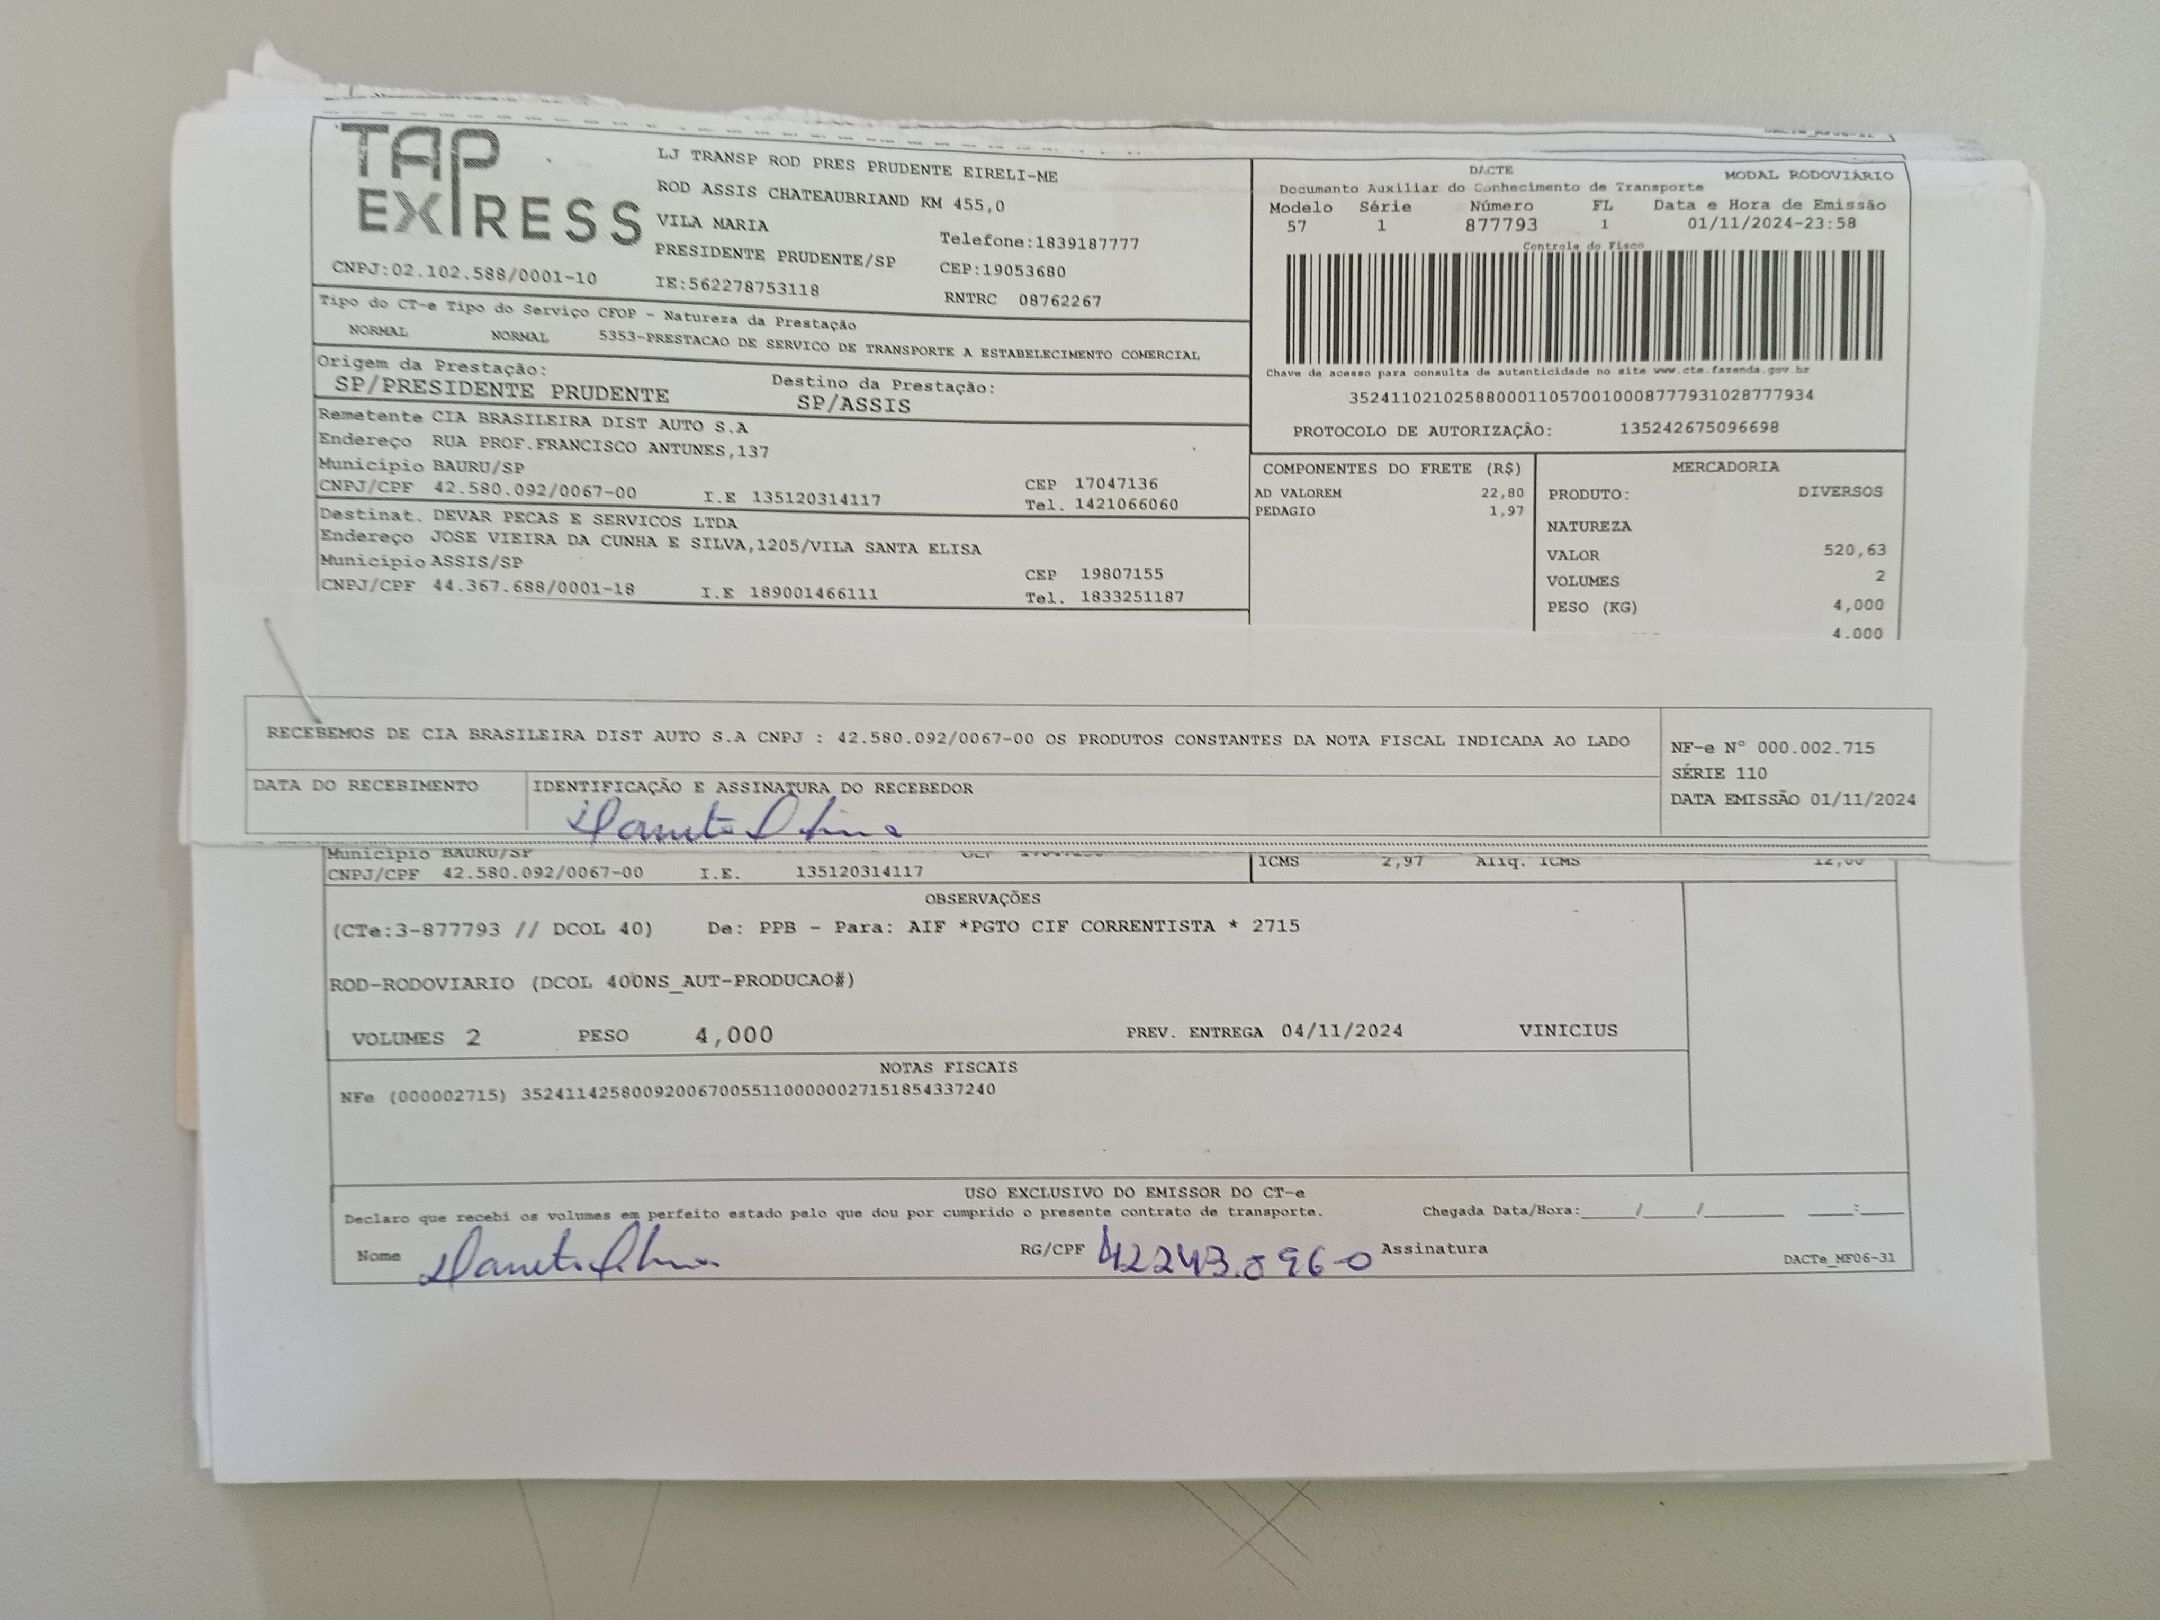 TAP EXPRESS
LJ TRANSP ROD PRES PRUDENTE EIRELI-ME
ROD ASSIS CHATEAUBRIAND KM 455,0
VILA MARIA
Telefone:1839187777
PRESIDENTE PRUDENTE/SP
CEP:19053680
CNPJ:02.102.588/0001-10
IE:562278753118
RNTRC 08762267
Tipo do CT-e Tipo do Serviço CFOP - Natureza da Prestação
NORMAL NORMAL 5353-PRESTACAO DE SERVICO DE TRANSPORTE A ESTABELECIMENTO COMERCIAL
Origem da Prestação:
SP/PRESIDENTE PRUDENTE
Destino da Prestação:
SP/ASSIS
Remetente CIA BRASILEIRA DIST AUTO S.A
Endereço RUA PROF.FRANCISCO ANTUNES,137
Município BAURU/SP
CEP 17047136
CNPJ/CPF 42.580.092/0067-00 I.E 135120314117 Tel. 1421066060
Destinat. DEVAR PECAS E SERVICOS LTDA
Endereço JOSE VIEIRA DA CUNHA E SILVA,1205/VILA SANTA ELISA
Município ASSIS/SP
CEP 19807155
CNPJ/CPF 44.367.688/0001-18 I.E 189001466111 Tel. 1833251187
DACTE MODAL RODOVIÁRIO
Documento Auxiliar do Conhecimento de Transporte
Modelo Série Número FL Data e Hora de Emissão
57 1 877793 1 01/11/2024-23:58
Controle do Fisco
Chave de acesso para consulta de autenticidade no site www.cte.fazenda.gov.br
35241102102588000110570010008777931028777934
PROTOCOLO DE AUTORIZAÇÃO: 135242675096698
COMPONENTES DO FRETE (R$)
AD VALOREM 22,80
PEDAGIO 1,97
MERCADORIA
PRODUTO: DIVERSOS
NATUREZA
VALOR 520,63
VOLUMES 2
PESO (KG) 4,000
4.000
RECEBEMOS DE CIA BRASILEIRA DIST AUTO S.A CNPJ : 42.580.092/0067-00 OS PRODUTOS CONSTANTES DA NOTA FISCAL INDICADA AO LADO
NF-e N° 000.002.715
SÉRIE 110
DATA EMISSÃO 01/11/2024
DATA DO RECEBIMENTO
IDENTIFICAÇÃO E ASSINATURA DO RECEBEDOR
Município BAURU/SP
CNPJ/CPF 42.580.092/0067-00 I.E. 135120314117
ICMS 2,97 Aliq. ICMS 12,00
OBSERVAÇÕES
(CTe:3-877793 // DCOL 40) De: PPB - Para: AIF *PGTO CIF CORRENTISTA * 2715
ROD-RODOVIARIO (DCOL 400NS_AUT-PRODUCAO#)
VOLUMES 2 PESO 4,000 PREV. ENTREGA 04/11/2024 VINICIUS
NOTAS FISCAIS
NFe (000002715) 35241142580092006700551100000027151854337240
USO EXCLUSIVO DO EMISSOR DO CT-e
Declaro que recebi os volumes em perfeito estado pelo que dou por cumprido o presente contrato de transporte. Chegada Data/Hora:____/____/________ ____:____
Nome RG/CPF 42243.896-0 Assinatura
DACTe_MF06-31